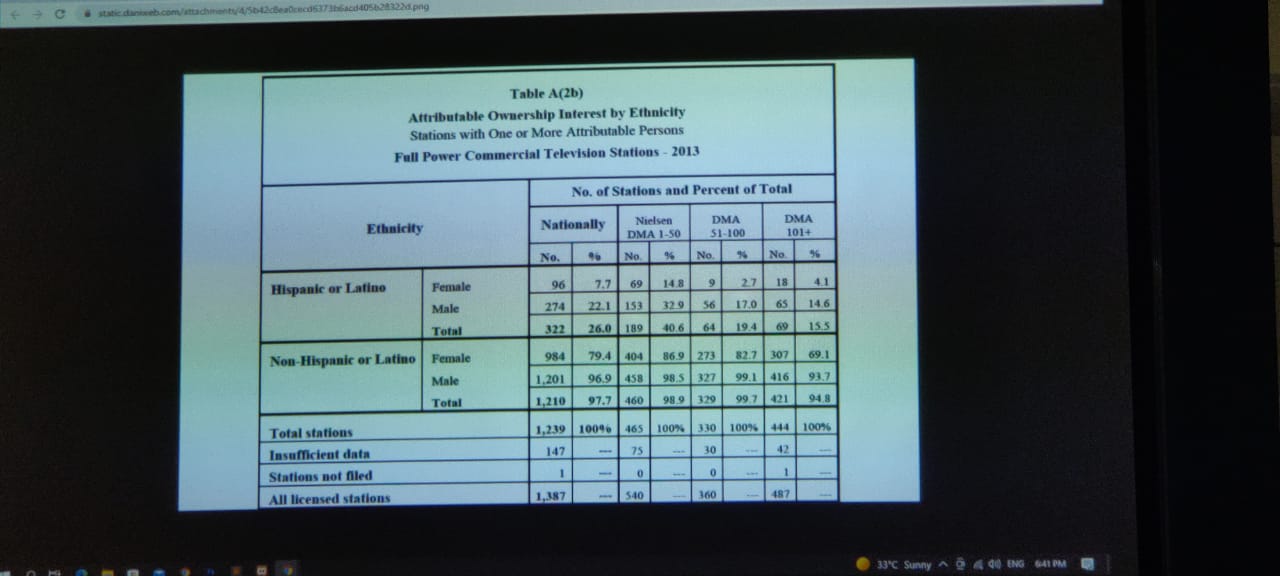 static.daniweb.com/attachments/4/5b42c8ea0cecd6373b6acd405b28322d.png
Table A(2b)
Attributable Ownership Interest by Ethnicity
Stations with One or More Attributable Persons
Full Power Commercial Television Stations - 2013
No. of Stations and Percent of Total
Ethnicity
Nationally Nielsen DMA 1-50 DMA 51-100 DMA 101+
No. % No. % No. % No. %
Hispanic or Latino Female 96 7.7 69 14.8 9 2.7 18 4.1
Male 274 22.1 153 32.9 56 17.0 65 14.6
Total 322 26.0 189 40.6 64 19.4 69 15.5
Non-Hispanic or Latino Female 984 79.4 404 86.9 273 82.7 307 69.1
Male 1,201 96.9 458 98.5 327 99.1 416 93.7
Total 1,210 97.7 460 98.9 329 99.7 421 94.8
Total stations 1,239 100% 465 100% 330 100% 444 100%
Insufficient data 147 --- 75 --- 30 --- 42 ---
Stations not filed 1 --- 0 --- 0 --- 1 ---
All licensed stations 1,387 --- 540 --- 360 --- 487 ---
33°C Sunny ENG 6:41 PM